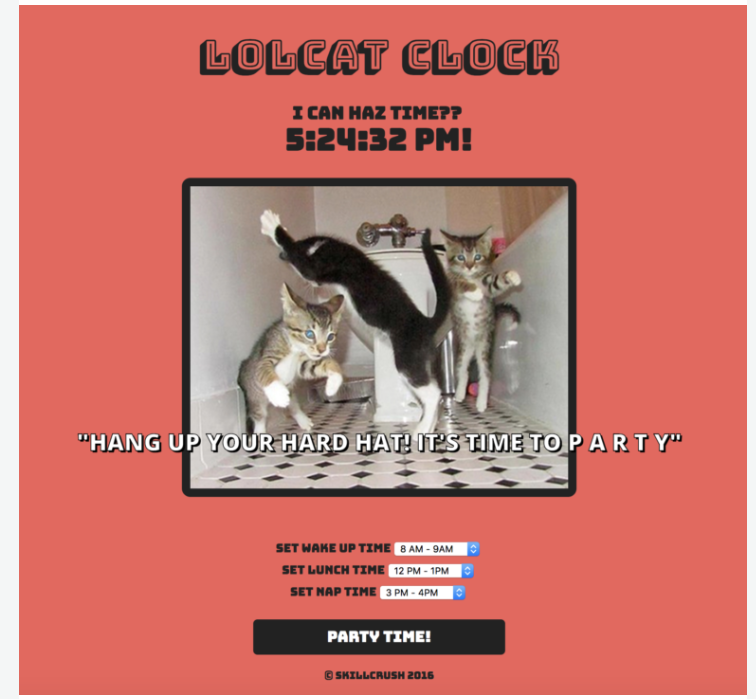 LOLCAT CLOCK
I CAN HAZ TIME??
5:24:32 PM!
"HANG UP YOUR HARD HAT! IT'S TIME TO P A R T Y"
SET WAKE UP TIME 8 AM - 9AM
SET LUNCH TIME 12 PM - 1PM
SET NAP TIME 3 PM - 4PM
PARTY TIME!
© SKILLCRUSH 2016